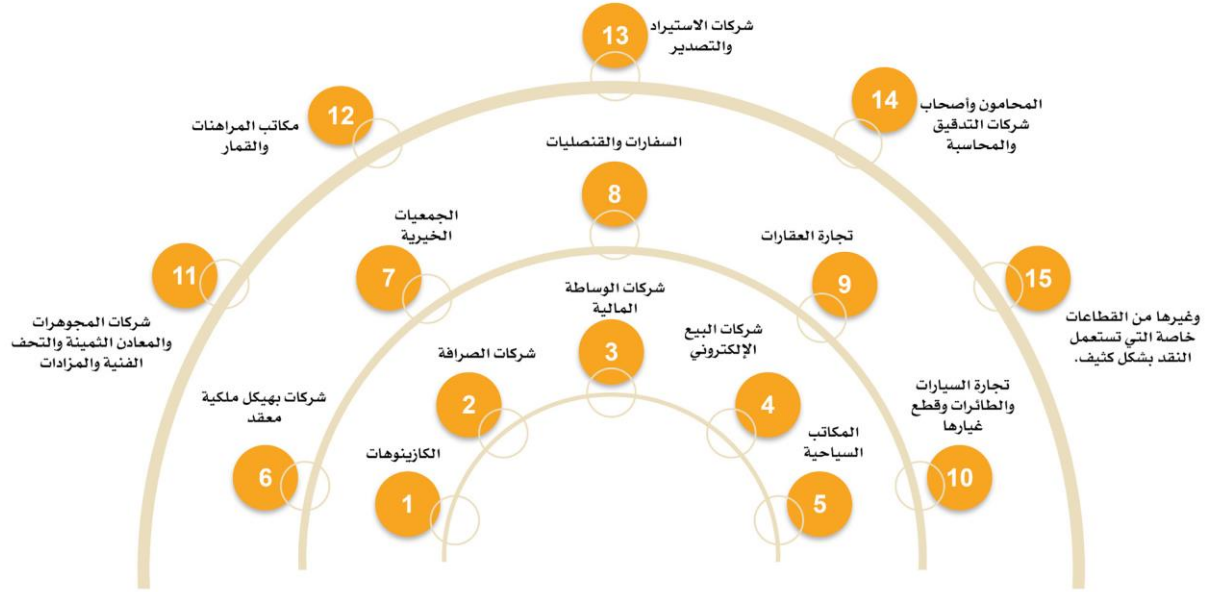 1
الكازينوهات
2
شركات الصرافة
3
شركات الوساطة
المالية
4
شركات البيع
الإلكتروني
5
المكاتب
السياحية
6
شركات بهيكل ملكية
معقد
7
الجمعيات
الخيرية
8
السفارات والقنصليات
9
تجارة العقارات
10
تجارة السيارات
والطائرات وقطع
غيارها
11
شركات المجوهرات
والمعادن الثمينة والتحف
الفنية والمزادات
12
مكاتب المراهنات
والقمار
13
شركات الاستيراد
والتصدير
14
المحامون وأصحاب
شركات التدقيق
والمحاسبة
15
وغيرها من القطاعات
خاصة التي تستعمل
النقد بشكل كثيف.